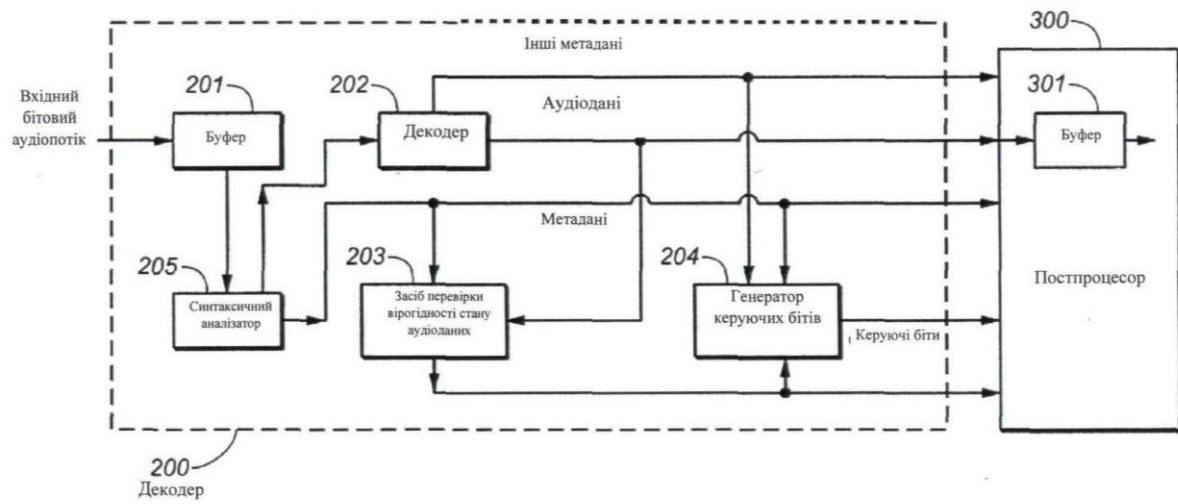 Інші метадані
300
201
202
301
Вхідний
бітовий
аудіопотік
Аудіодані
Буфер
Декодер
Буфер
Метадані
205
203
204
Синтаксичний
аналізатор
Засіб перевірки
вірогідності стану
аудіоданих
Генератор
керуючих бітів
Постпроцесор
Керуючі біти
200
Декодер